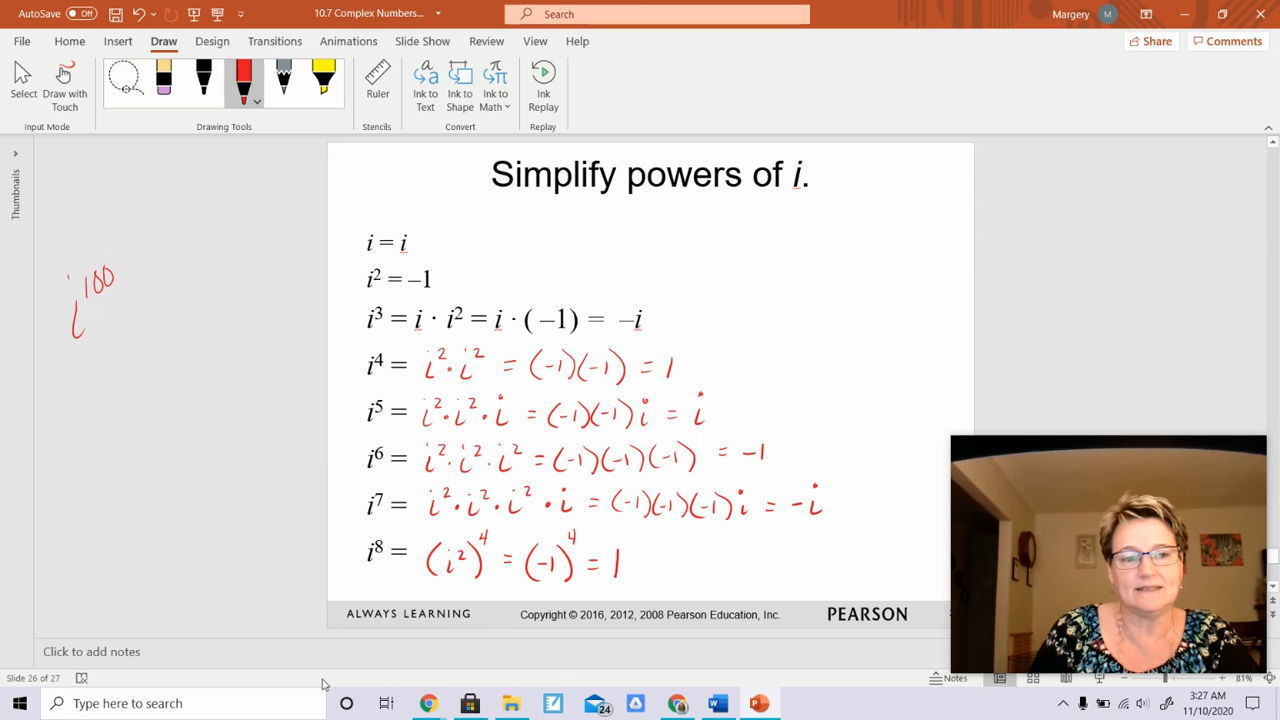 AutoSave Off 10.7 Complex Numbers... Search Margery M
File Home Insert Draw Design Transitions Animations Slide Show Review View Help Share Comments
Select Draw with Touch Ruler Ink to Text Ink to Shape Ink to Math Ink Replay
Input Mode Drawing Tools Stencils Convert Replay
Thumbnails
Simplify powers of i.
i = i
i² = –1
i¹⁰⁰
i³ = i · i² = i · ( –1) = –i
i⁴ = i² · i² = (-1)(-1) = 1
i⁵ = i² · i² · i = (-1)(-1) i = i
i⁶ = i² · i² · i² = (-1)(-1)(-1) = -1
i⁷ = i² · i² · i² · i = (-1)(-1)(-1) i = -i
i⁸ = (i²)⁴ = (-1)⁴ = 1
ALWAYS LEARNING Copyright © 2016, 2012, 2008 Pearson Education, Inc. PEARSON
Click to add notes
Slide 26 of 27 Notes 81%
Type here to search 24 3:27 AM
11/10/2020